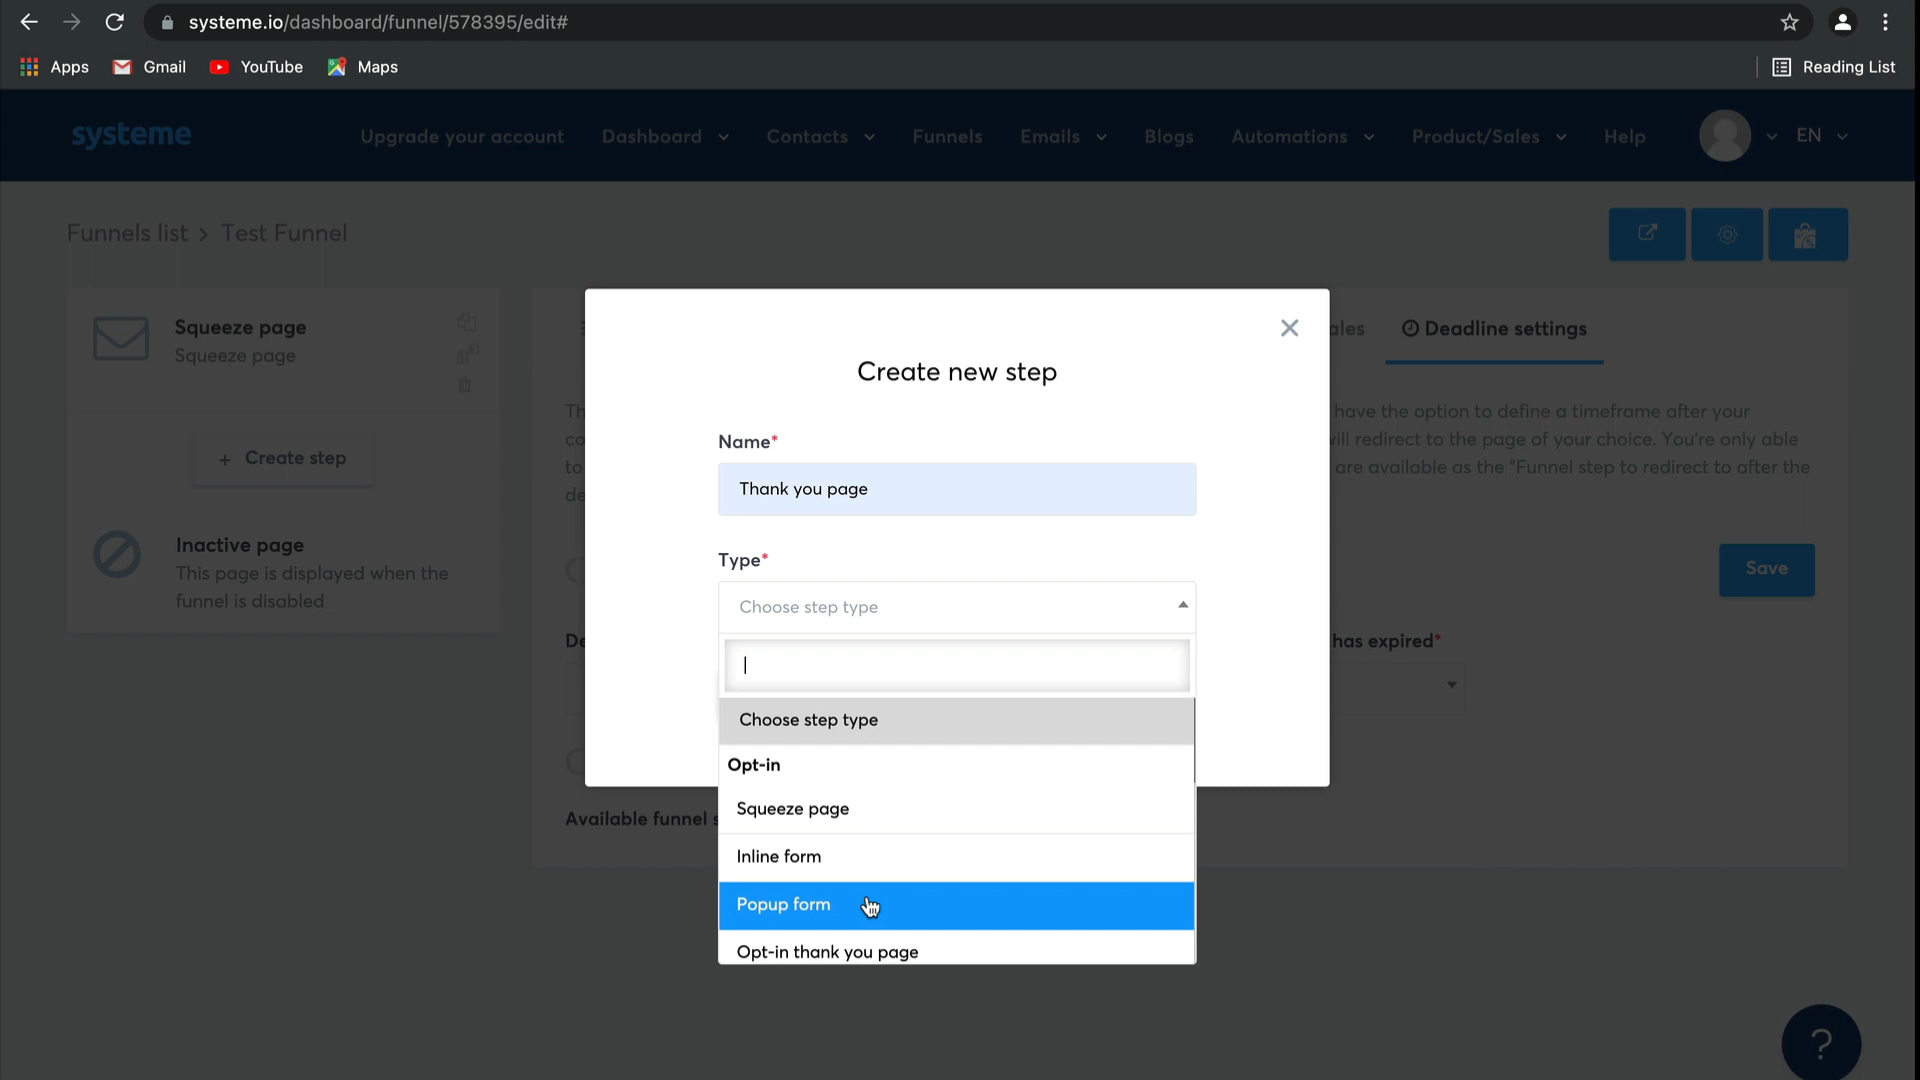 systeme.io/dashboard/funnel/578395/edit#
Apps Gmail YouTube Maps Reading List
systeme Upgrade your account Dashboard Contacts Funnels Emails Blogs Automations Product/Sales Help EN
Funnels list > Test Funnel
Squeeze page
Squeeze page
+ Create step
Inactive page
This page is displayed when the
funnel is disabled
ales Deadline settings
have the option to define a timeframe after your
will redirect to the page of your choice. You're only able
to are available as the "Funnel step to redirect to after the
Save
has expired*
Available funnel s
Create new step
Name*
Thank you page
Type*
Choose step type
Choose step type
Opt-in
Squeeze page
Inline form
Popup form
Opt-in thank you page
?